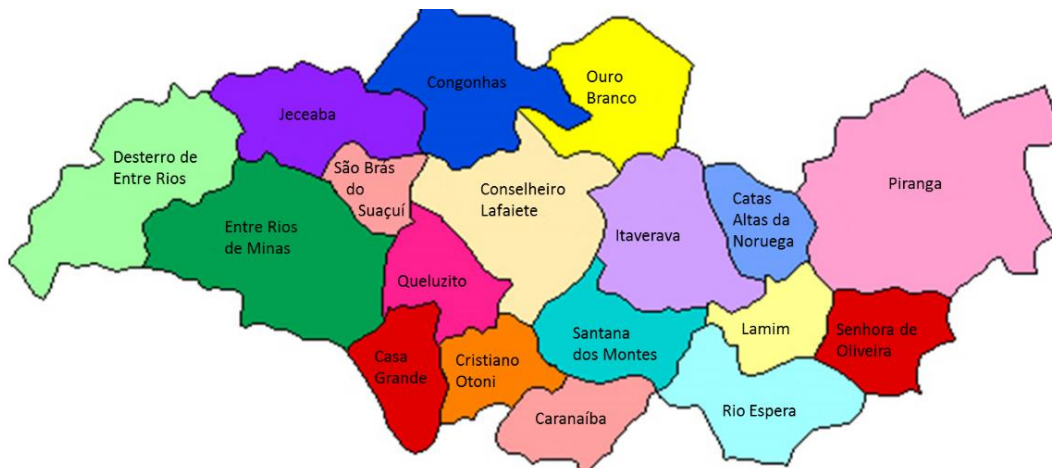 Congonhas
Ouro
Branco
Jeceaba
Desterro de
Entre Rios
São Brás
do
Suaçuí
Conselheiro
Lafaiete
Piranga
Catas
Altas da
Noruega
Entre Rios
de Minas
Itaverava
Queluzito
Santana
dos Montes
Lamim
Senhora de
Oliveira
Casa
Grande
Cristiano
Otoni
Caranaíba
Rio Espera